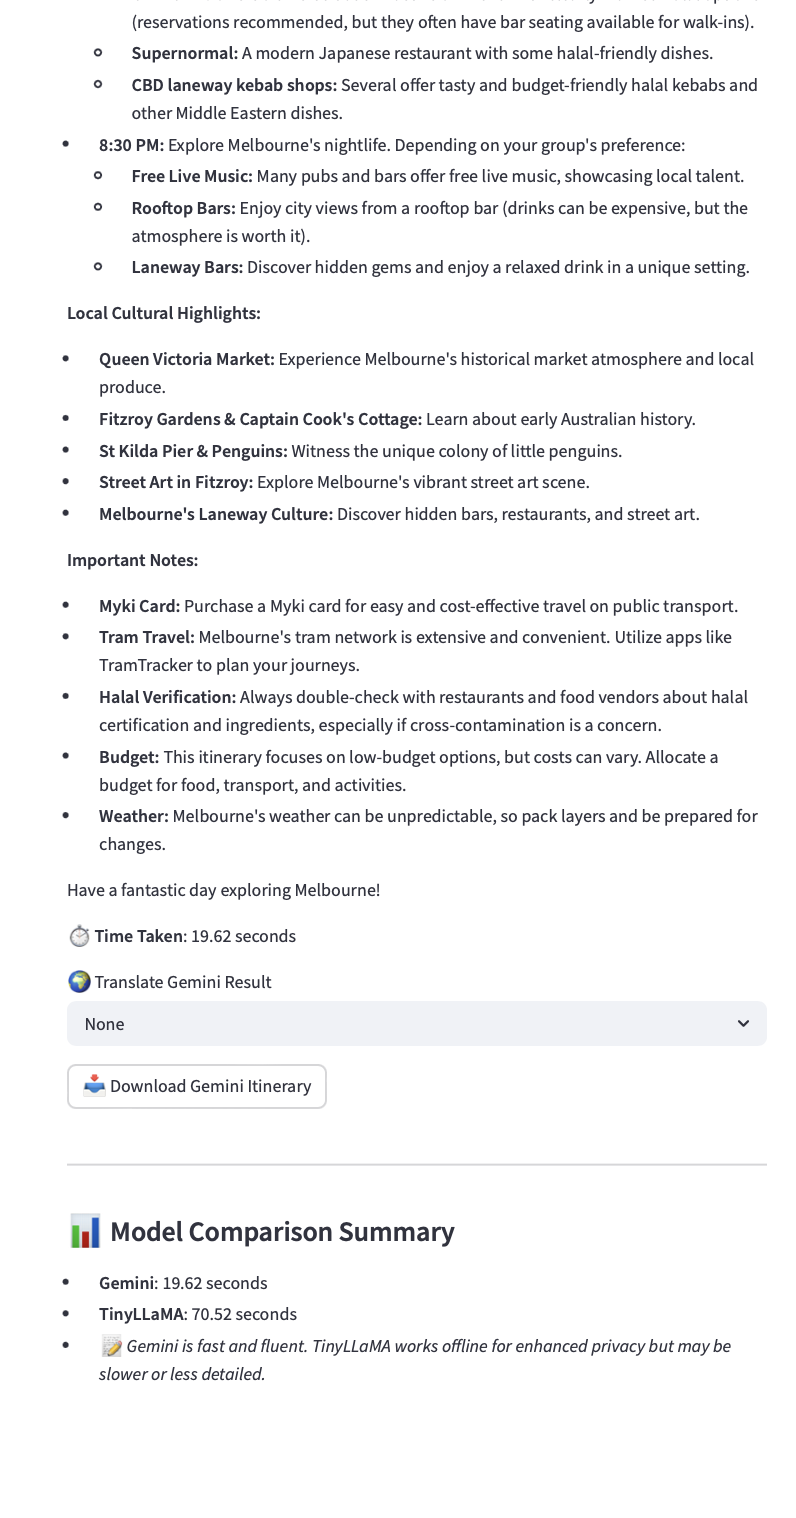 (reservations recommended, but they often have bar seating available for walk-ins).
Supernormal: A modern Japanese restaurant with some halal-friendly dishes.
CBD laneway kebab shops: Several offer tasty and budget-friendly halal kebabs and
other Middle Eastern dishes.
8:30 PM: Explore Melbourne's nightlife. Depending on your group's preference:
Free Live Music: Many pubs and bars offer free live music, showcasing local talent.
Rooftop Bars: Enjoy city views from a rooftop bar (drinks can be expensive, but the
atmosphere is worth it).
Laneway Bars: Discover hidden gems and enjoy a relaxed drink in a unique setting.
Local Cultural Highlights:
Queen Victoria Market: Experience Melbourne's historical market atmosphere and local
produce.
Fitzroy Gardens & Captain Cook's Cottage: Learn about early Australian history.
St Kilda Pier & Penguins: Witness the unique colony of little penguins.
Street Art in Fitzroy: Explore Melbourne's vibrant street art scene.
Melbourne's Laneway Culture: Discover hidden bars, restaurants, and street art.
Important Notes:
Myki Card: Purchase a Myki card for easy and cost-effective travel on public transport.
Tram Travel: Melbourne's tram network is extensive and convenient. Utilize apps like
TramTracker to plan your journeys.
Halal Verification: Always double-check with restaurants and food vendors about halal
certification and ingredients, especially if cross-contamination is a concern.
Budget: This itinerary focuses on low-budget options, but costs can vary. Allocate a
budget for food, transport, and activities.
Weather: Melbourne's weather can be unpredictable, so pack layers and be prepared for
changes.
Have a fantastic day exploring Melbourne!
Time Taken: 19.62 seconds
Translate Gemini Result
None
Download Gemini Itinerary
Model Comparison Summary
Gemini: 19.62 seconds
TinyLLaMA: 70.52 seconds
Gemini is fast and fluent. TinyLLaMA works offline for enhanced privacy but may be
slower or less detailed.